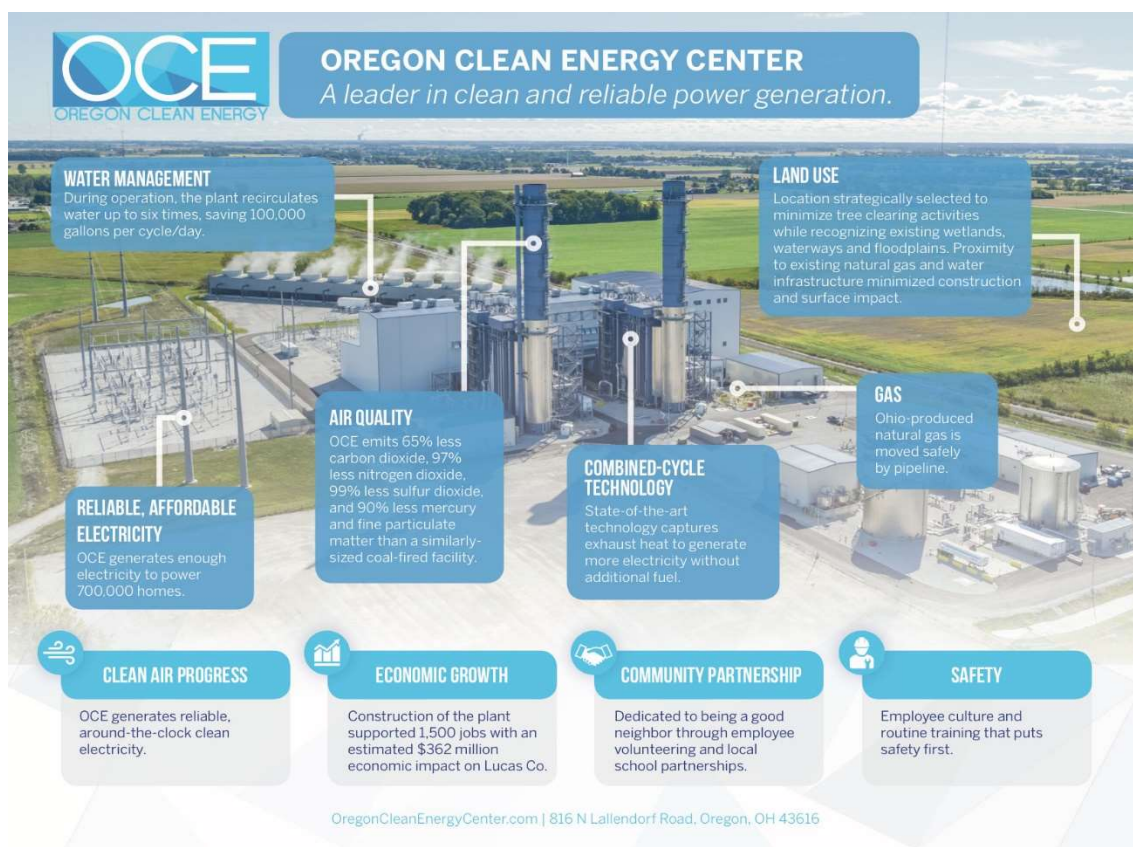 OCE
OREGON CLEAN ENERGY
OREGON CLEAN ENERGY CENTER
A leader in clean and reliable power generation.
WATER MANAGEMENT
During operation, the plant recirculates
water up to six times, saving 100,000
gallons per cycle/day.
LAND USE
Location strategically selected to
minimize tree clearing activities
while recognizing existing wetlands,
waterways and floodplains. Proximity
to existing natural gas and water
infrastructure minimized construction
and surface impact.
AIR QUALITY
OCE emits 65% less
carbon dioxide, 97%
less nitrogen dioxide,
99% less sulfur dioxide,
and 90% less mercury
and fine particulate
matter than a similarly-
sized coal-fired facility.
GAS
Ohio-produced
natural gas is
moved safely
by pipeline.
COMBINED-CYCLE
TECHNOLOGY
State-of-the-art
technology captures
exhaust heat to generate
more electricity without
additional fuel.
RELIABLE, AFFORDABLE
ELECTRICITY
OCE generates enough
electricity to power
700,000 homes.
CLEAN AIR PROGRESS
OCE generates reliable,
around-the-clock clean
electricity.
ECONOMIC GROWTH
Construction of the plant
supported 1,500 jobs with an
estimated $362 million
economic impact on Lucas Co.
COMMUNITY PARTNERSHIP
Dedicated to being a good
neighbor through employee
volunteering and local
school partnerships.
SAFETY
Employee culture and
routine training that puts
safety first.
OregonCleanEnergyCenter.com | 816 N Lallendorf Road, Oregon, OH 43616